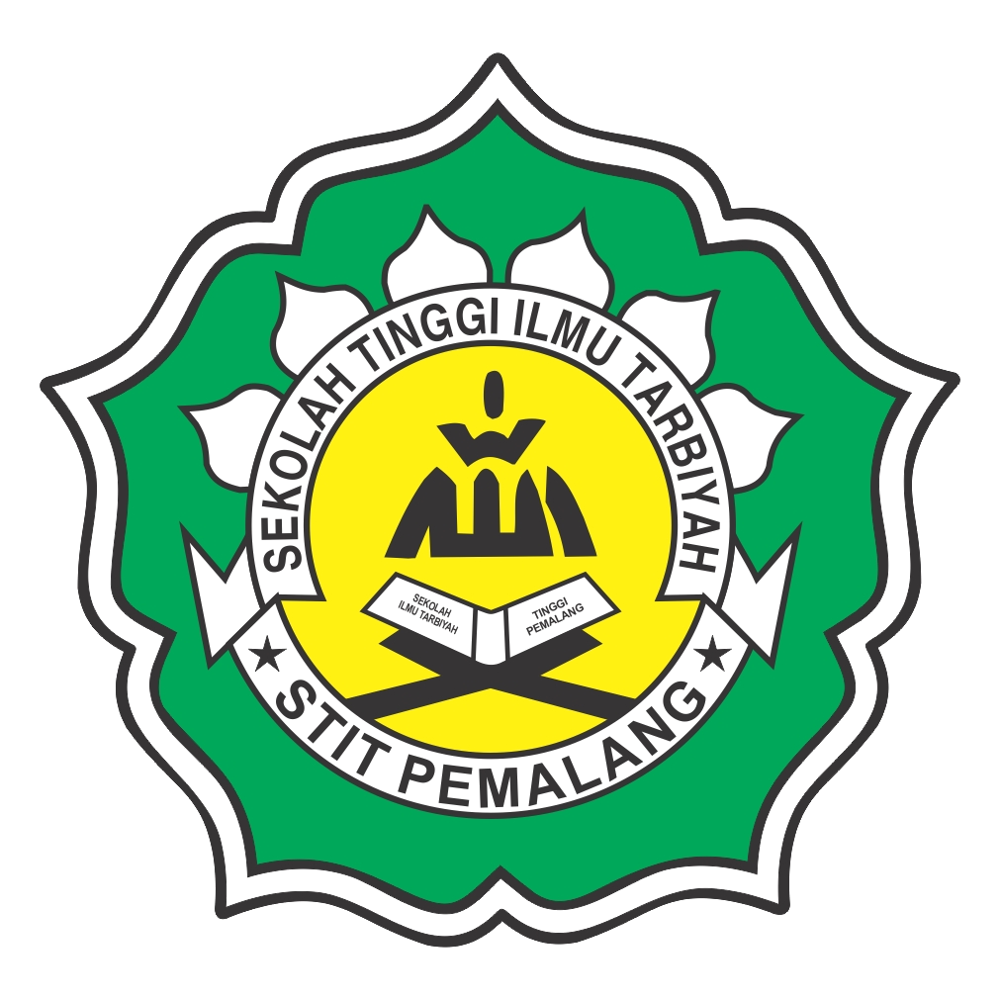 SEKOLAH TINGGI ILMU TARBIYAH
SEKOLAH
ILMU TARBIYAH
TINGGI
PEMALANG
STIT PEMALANG